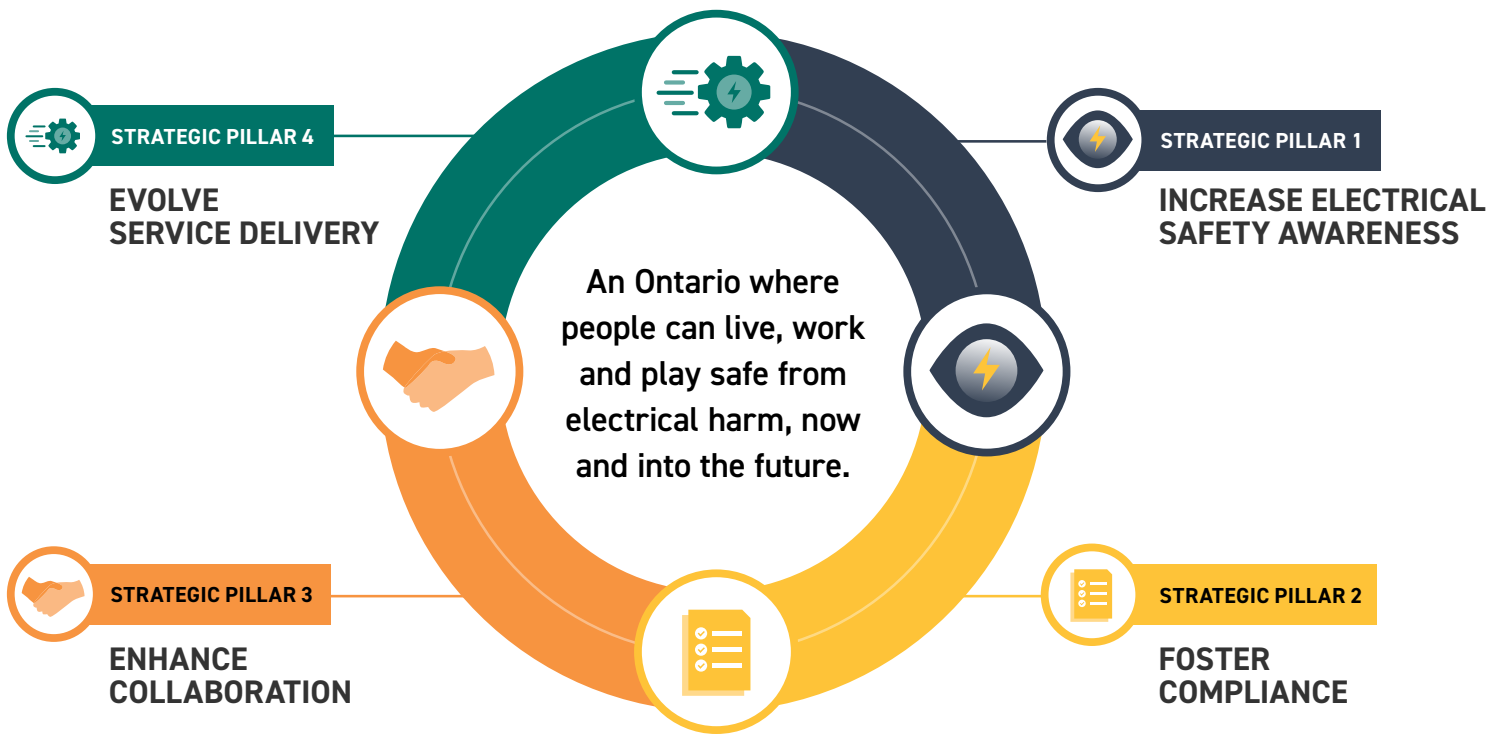 STRATEGIC PILLAR 4
EVOLVE
SERVICE DELIVERY
STRATEGIC PILLAR 1
INCREASE ELECTRICAL
SAFETY AWARENESS
An Ontario where
people can live, work
and play safe from
electrical harm, now
and into the future.
STRATEGIC PILLAR 3
ENHANCE
COLLABORATION
STRATEGIC PILLAR 2
FOSTER
COMPLIANCE